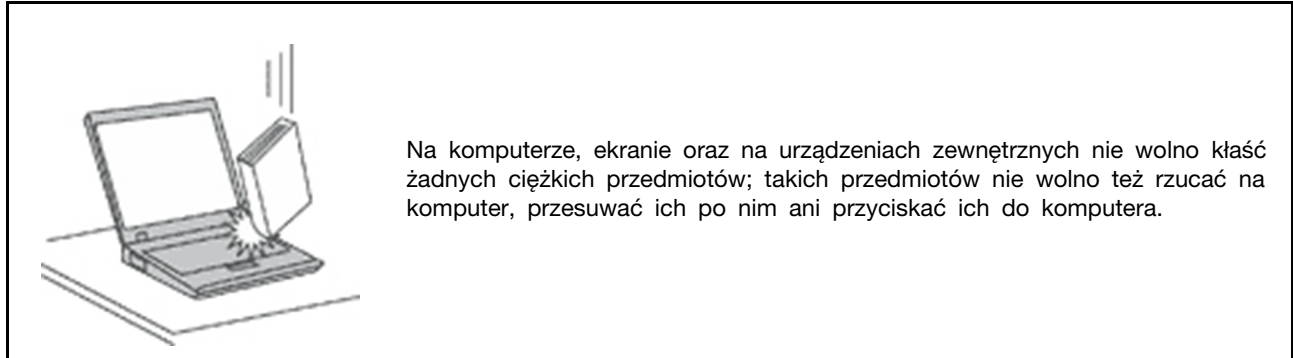 Na komputerze, ekranie oraz na urządzeniach zewnętrznych nie wolno kłaść
żadnych ciężkich przedmiotów; takich przedmiotów nie wolno też rzucać na
komputer, przesuwać ich po nim ani przyciskać ich do komputera.